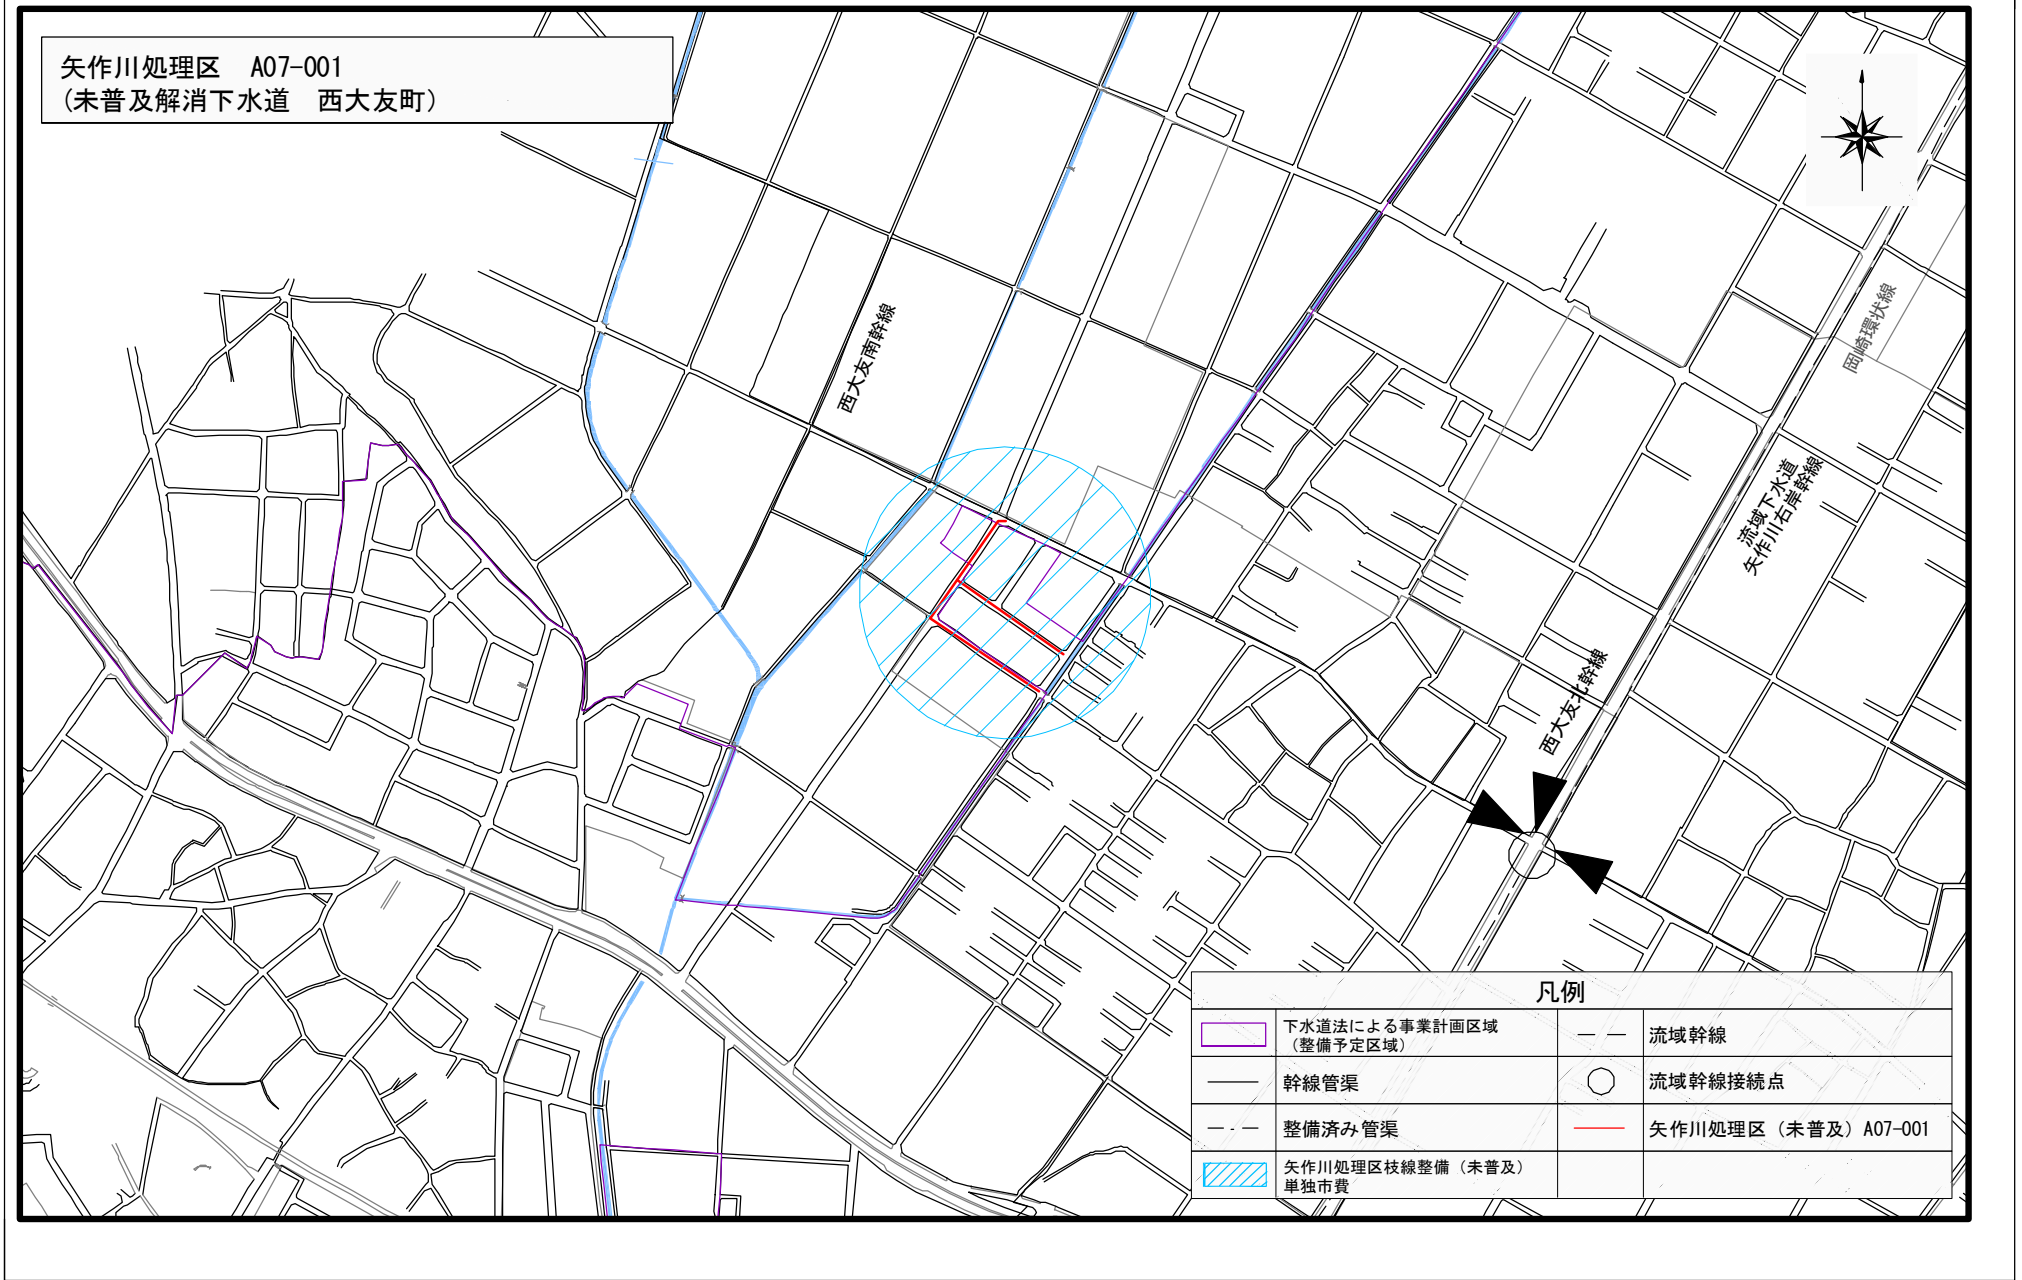 矢作川処理区　A07-001
(未普及解消下水道　西大友町)
西大友南幹線
岡崎環状線
流域下水道
矢作川右岸幹線
西大友北幹線
凡例
下水道法による事業計画区域
（整備予定区域）
流域幹線
幹線管渠
流域幹線接続点
整備済み管渠
矢作川処理区（未普及）A07-001
矢作川処理区枝線整備（未普及）
単独市費